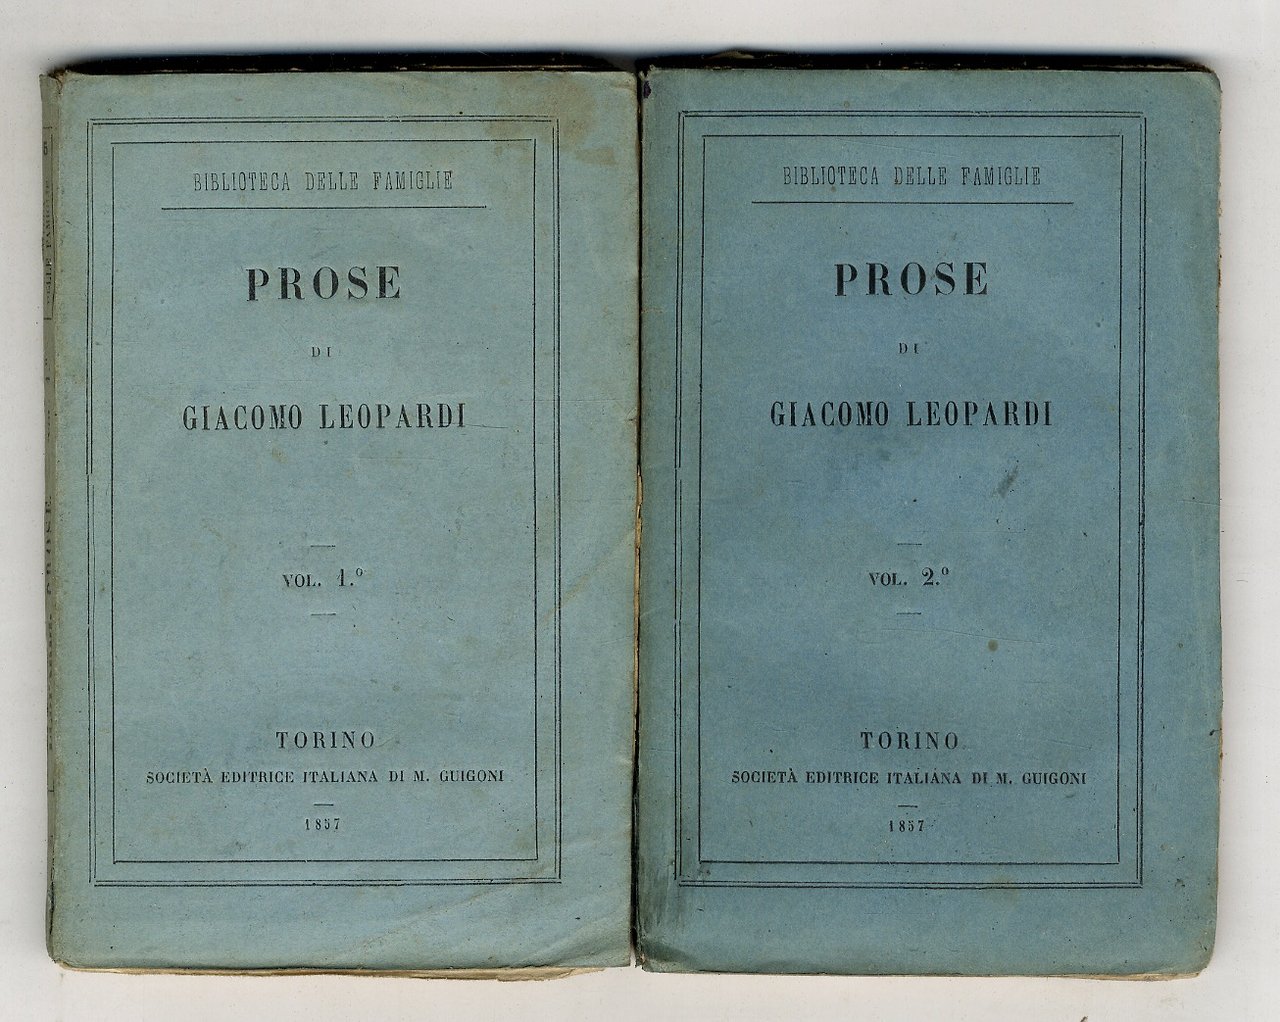 BIBLIOTECA DELLE FAMIGLIE
PROSE
DI
GIACOMO LEOPARDI
VOL. 1.º
TORINO
SOCIETÀ EDITRICE ITALIANA DI M. GUIGONI
1857
BIBLIOTECA DELLE FAMIGLIE
PROSE
DI
GIACOMO LEOPARDI
VOL. 2.º
TORINO
SOCIETÀ EDITRICE ITALIANA DI M. GUIGONI
1857